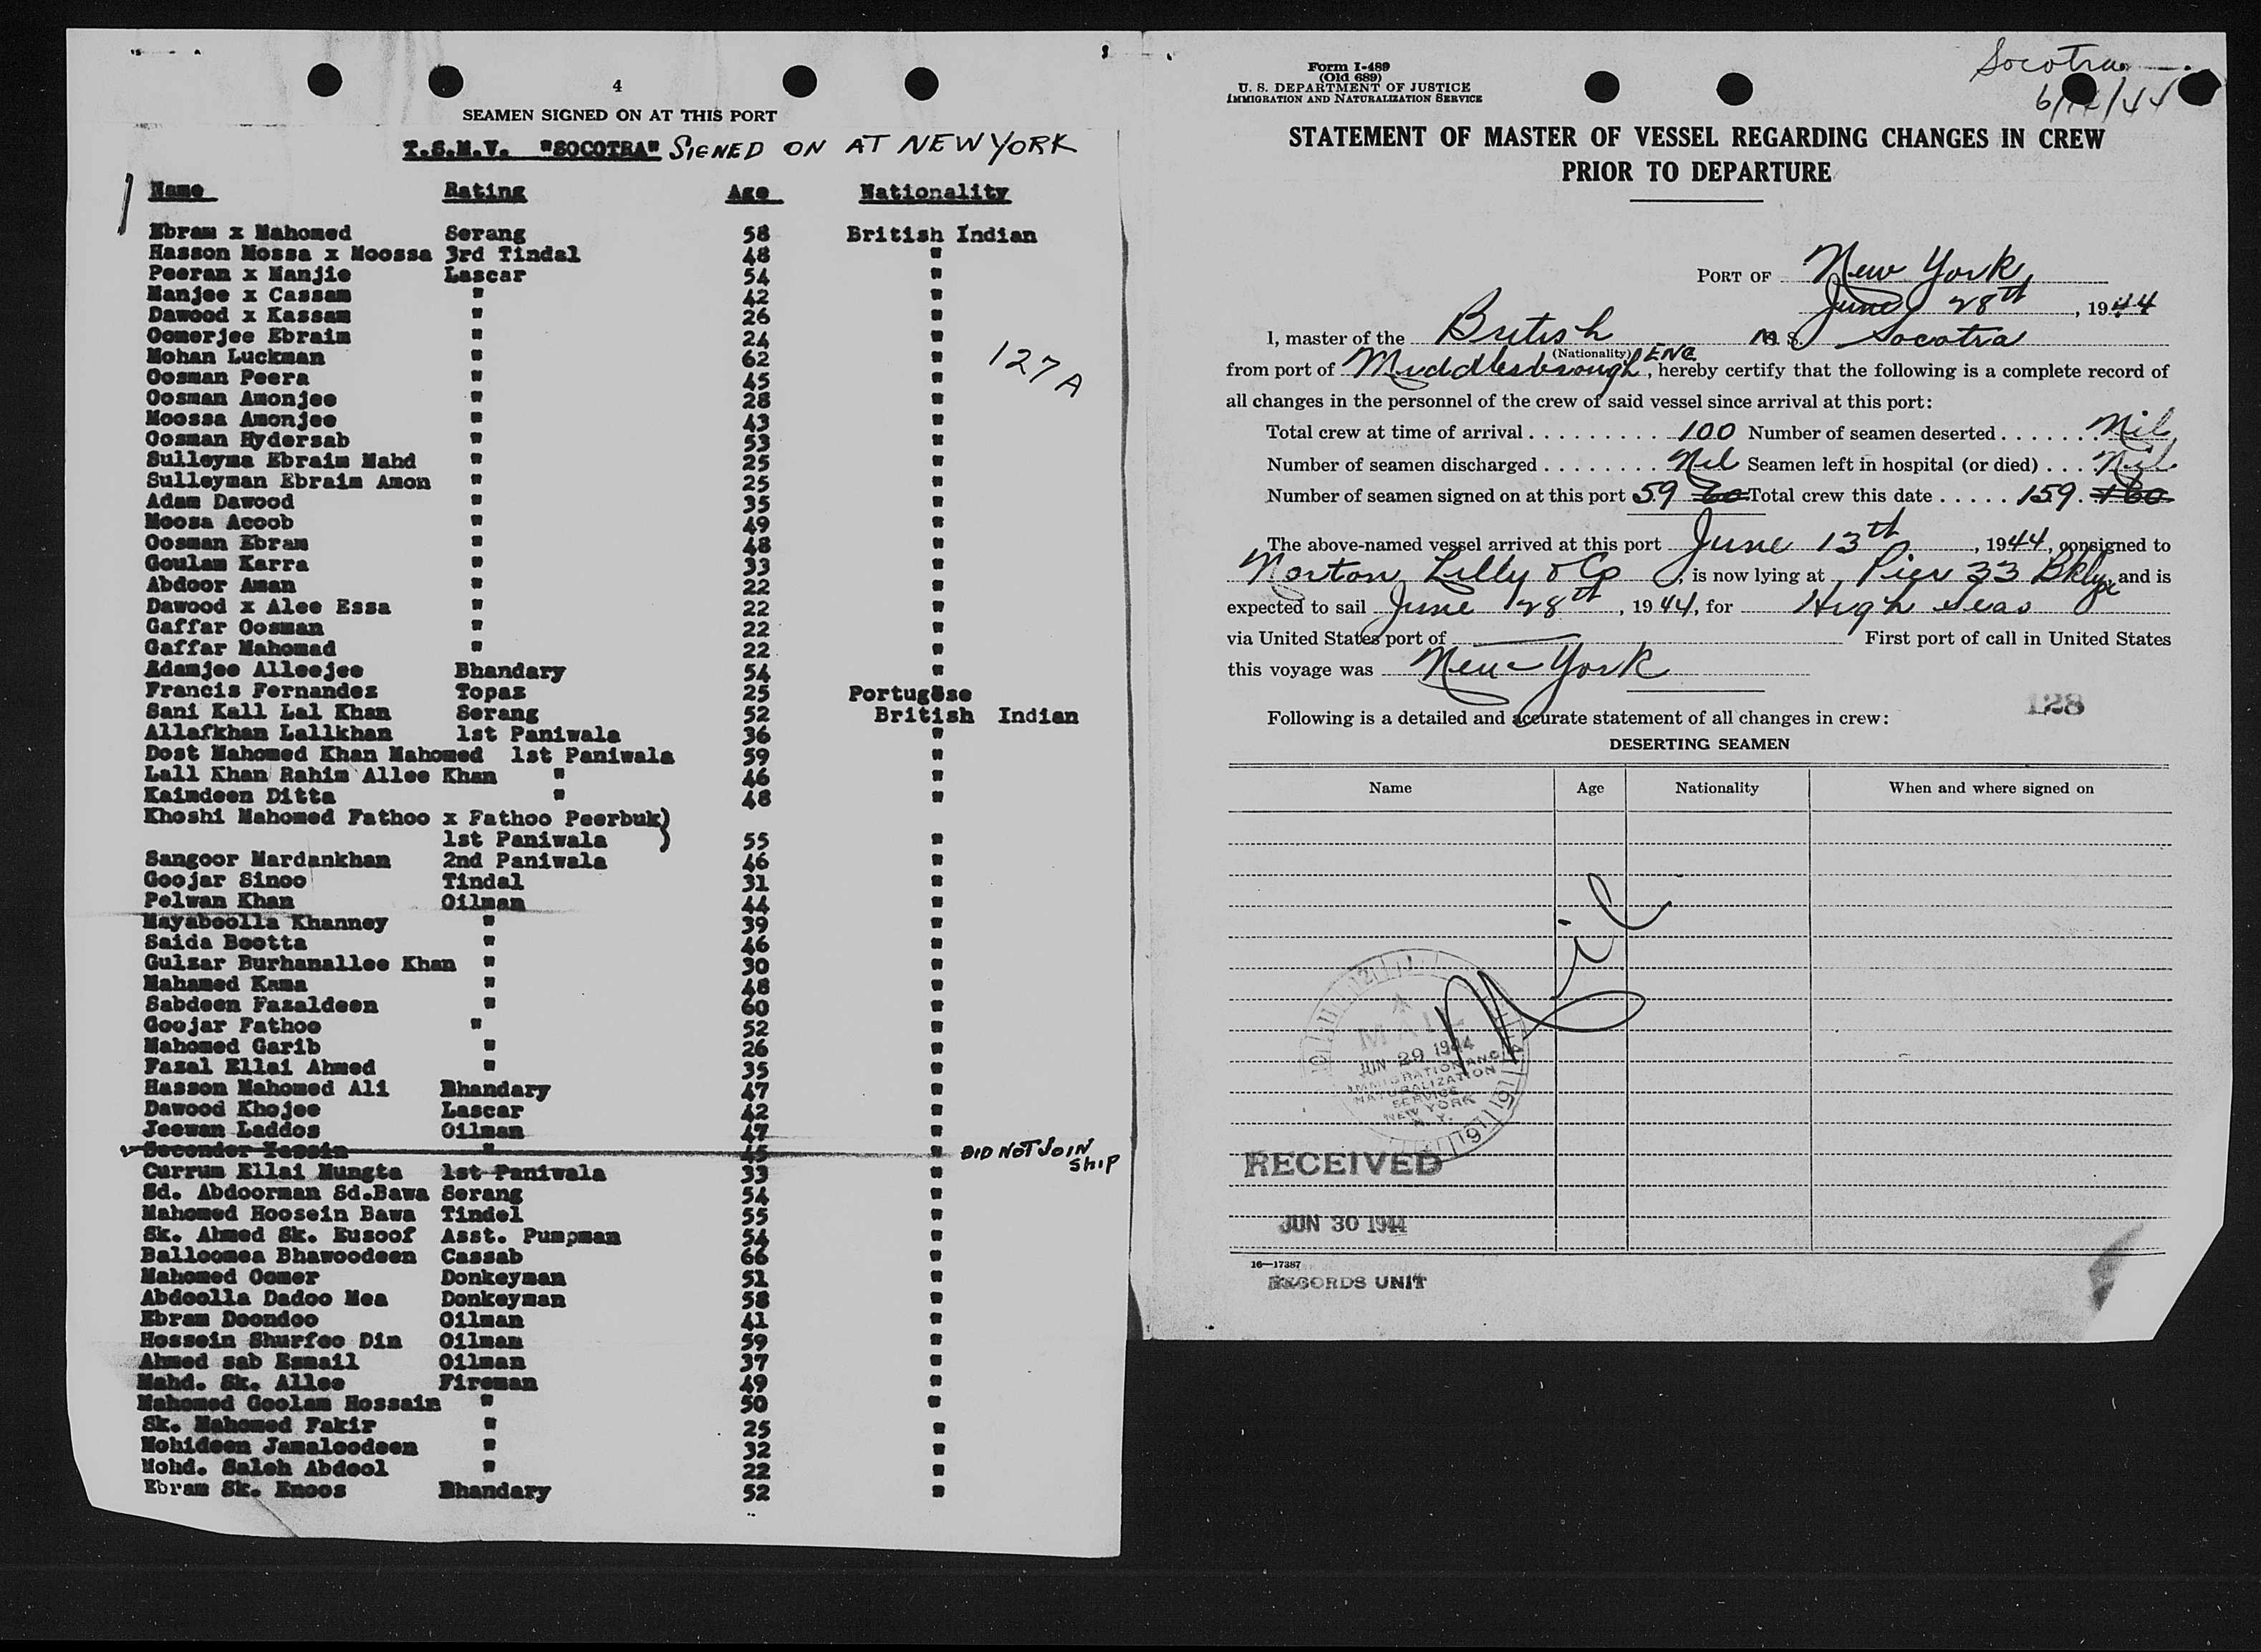 4
SEAMEN SIGNED ON AT THIS PORT
T.S.M.V. "SOCOTRA" SIGNED ON AT NEW YORK
Name Rating Age Nationality
Ebram x Mahomed Serang 58 British Indian
Hasson Mossa x Moossa 3rd Tindal 48 "
Peeran x Manjie Lascar 54 "
Manjee x Cassam " 42 "
Dawood x Kassam " 26 "
Oomerjee Ebraim " 24 "
Mohan Luckman " 62 "
Oosman Peera " 45 "
127A
Oosman Amonjee " 28 "
Moossa Amonjee " 43 "
Oosman Hydersab " 53 "
Sulleyma Ebraim Mahd " 25 "
Sulleyman Ebraim Amon " 25 "
Adam Dawood " 35 "
Moosa Acoob " 49 "
Oosman Ebram " 48 "
Goulam Karra " 33 "
Abdoor Aman " 22 "
Dawood x Alee Essa " 22 "
Gaffar Oosman " 22 "
Gaffar Mahomad " 22 "
Adamjee Alleejee Bhandary 54 "
Francis Fernandez Topaz 25 Portugese
Sani Kall Lal Khan Serang 52 British Indian
Allafkhan Lallkhan 1st Paniwala 36 "
Dost Mahomed Khan Mahomed 1st Paniwala 59 "
Lall Khan Rahim Allee Khan " 46 "
Kaimdeen Ditta " 48 "
Khoshi Mahomed Fathoo x Fathoo Peerbuk)
1st Paniwala ) 55 "
Sangoor Mardankhan 2nd Paniwala 46 "
Goojar Sinoo Tindal 31 "
Pelwan Khan Oilman 44 "
Mayaboolla Khanney " 39 "
Saida Bootta " 46 "
Gulzar Burhanallee Khan " 30 "
Mahamed Kama " 48 "
Sabdeen Fazaldeen " 60 "
Goojar Fathoo " 52 "
Mahomed Garib " 26 "
Fazal Ellai Ahmed " 35 "
Hasson Mahomed Ali Bhandary 47 "
Dawood Khojee Lascar 42 "
Jeewan Laddos Oilman 47 "
Seconder Yassin " 45 " DID NOT JOIN SHIP
Currum Ellai Mungta 1st Paniwala 33 "
Sd. Abdoorman Sd.Bawa Serang 54 "
Mahomed Hoosein Bawa Tindel 55 "
Sk. Ahmed Sk. Eusoof Asst. Pumpman 54 "
Balloomea Bhawoodeen Cassab 66 "
Mahomed Oomer Donkeyman 51 "
Abdoolla Dadoo Mea Donkeyman 58 "
Ebram Doondoo Oilman 41 "
Hossein Shurfoo Din Oilman 59 "
Ahmed sab Esmail Oilman 37 "
Mahd. Sk. Allee Fireman 49 "
Mahomed Goolam Hossain " 50 "
Sk. Mahomed Fakir " 25 "
Mohideen Jamaloodeen " 32 "
Mohd. Saleh Abdool " 22 "
Ebram Sk. Enoos Bhandary 52 "
Form I-489
(Old 689)
U. S. DEPARTMENT OF JUSTICE
IMMIGRATION AND NATURALIZATION SERVICE
Socotra
6/14/44
STATEMENT OF MASTER OF VESSEL REGARDING CHANGES IN CREW
PRIOR TO DEPARTURE
PORT OF New York,
June 28th, 1944
I, master of the British M. S. Socotra
(Nationality)
from port of Middlesbrough ENG, hereby certify that the following is a complete record of
all changes in the personnel of the crew of said vessel since arrival at this port:
Total crew at time of arrival . . . . . . . . . . 100 Number of seamen deserted . . . . . . . Nil
Number of seamen discharged . . . . . . . . Nil Seamen left in hospital (or died) . . . Nil
Number of seamen signed on at this port 59 60 Total crew this date . . . . . 159. 160
The above-named vessel arrived at this port June 13th, 1944, consigned to
Norton Lilly & Co, is now lying at Pier 33 Bklyn and is
expected to sail June 28th, 1944, for High Seas
via United States port of First port of call in United States
this voyage was New York
128
Following is a detailed and accurate statement of all changes in crew:
DESERTING SEAMEN
Name Age Nationality When and where signed on
Nil
MAIL
JUN 29 1944
IMMIGRATION AND
NATURALIZATION
SERVICE
NEW YORK
N. Y.
RECEIVED
JUN 30 1944
16—17387
RECORDS UNIT